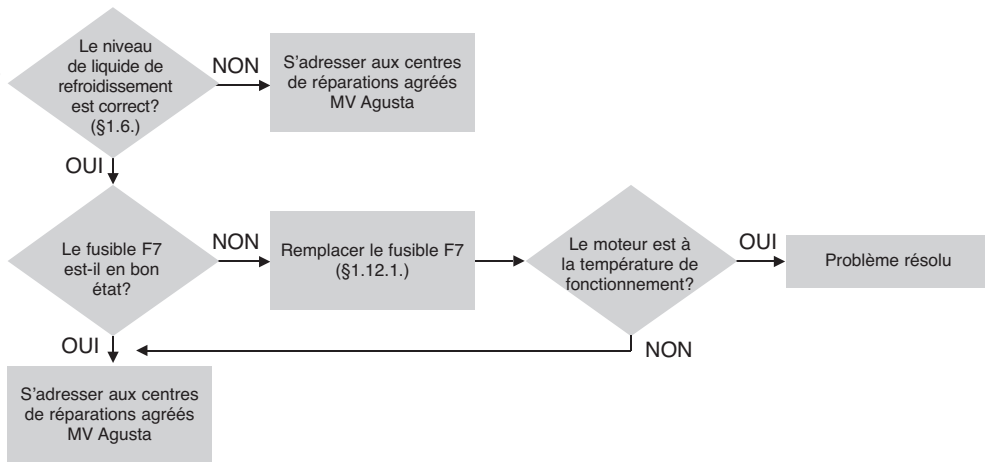 Le niveau
de liquide de
refroidissement
est correct?
(§1.6.)
NON
S'adresser aux centres
de réparations agréés
MV Agusta
OUI
Le fusible F7
est-il en bon
état?
NON
Remplacer le fusible F7
(§1.12.1.)
Le moteur est à
la température de
fonctionnement?
OUI
Problème résolu
OUI
NON
S'adresser aux centres
de réparations agréés
MV Agusta